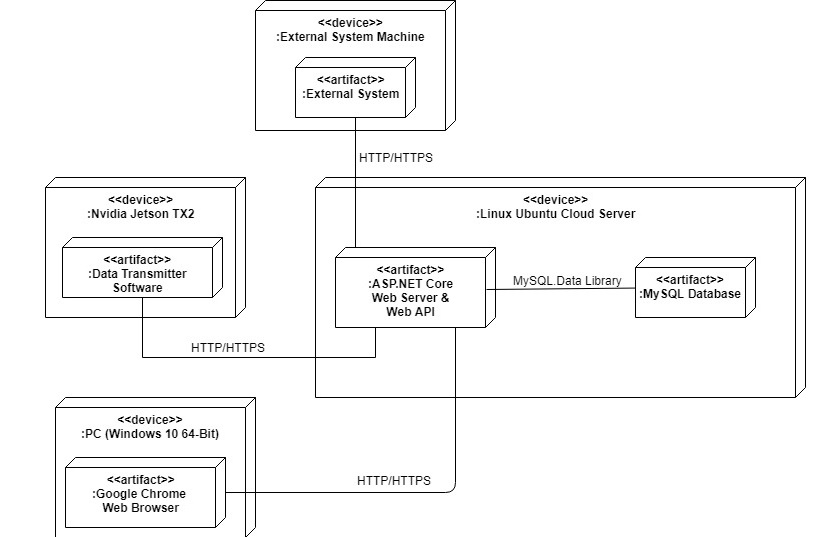 <<device>>
:External System Machine
<<artifact>>
:External System
HTTP/HTTPS
<<device>>
:Nvidia Jetson TX2
<<artifact>>
:Data Transmitter
Software
HTTP/HTTPS
<<device>>
:Linux Ubuntu Cloud Server
<<artifact>>
:ASP.NET Core
Web Server &
Web API
MySQL.Data Library
<<artifact>>
:MySQL Database
<<device>>
:PC (Windows 10 64-Bit)
<<artifact>>
:Google Chrome
Web Browser
HTTP/HTTPS